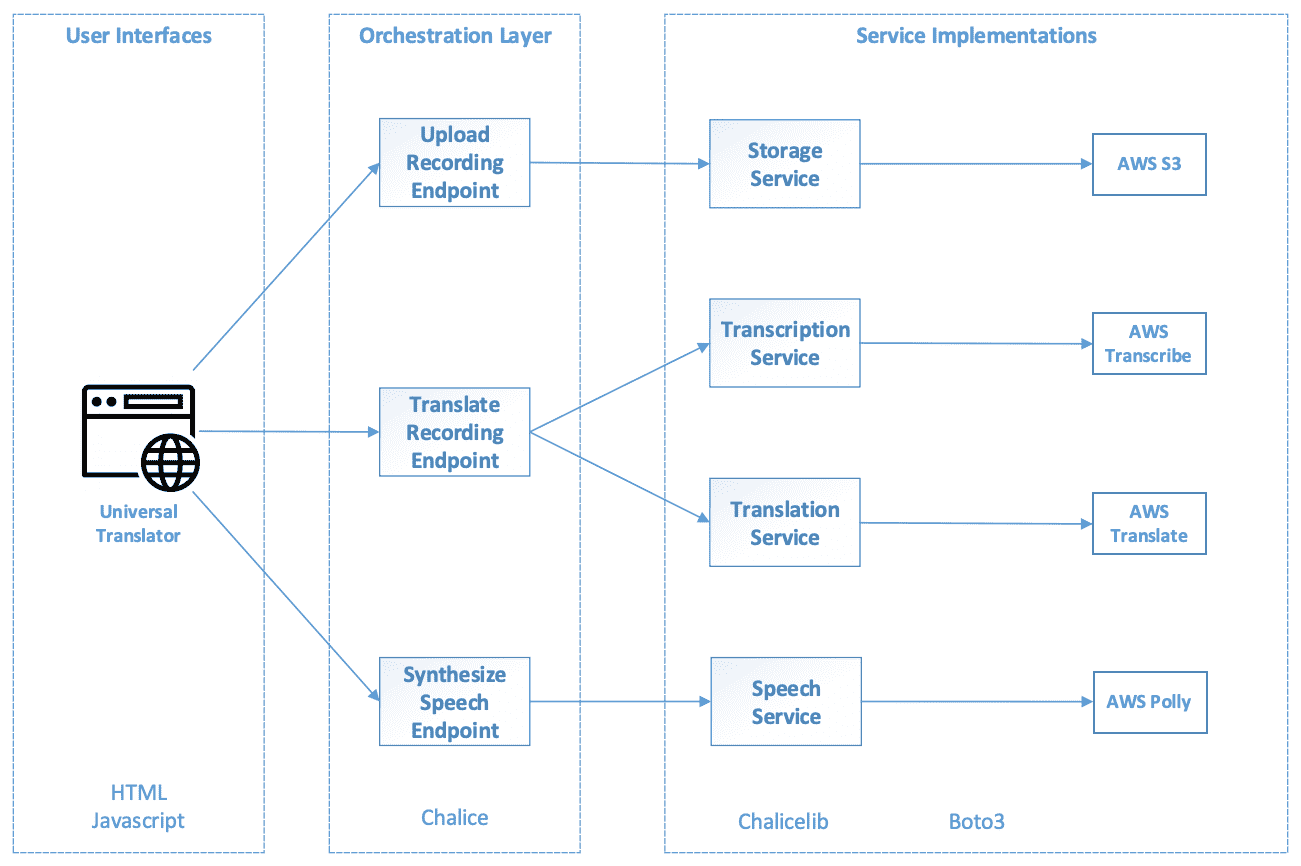 User Interfaces
Orchestration Layer
Service Implementations
Upload
Recording
Endpoint
Storage
Service
AWS S3
Transcription
Service
AWS
Transcribe
Universal
Translator
Translate
Recording
Endpoint
Translation
Service
AWS
Translate
Synthesize
Speech
Endpoint
Speech
Service
AWS Polly
HTML
Javascript
Chalice
Chalicelib
Boto3